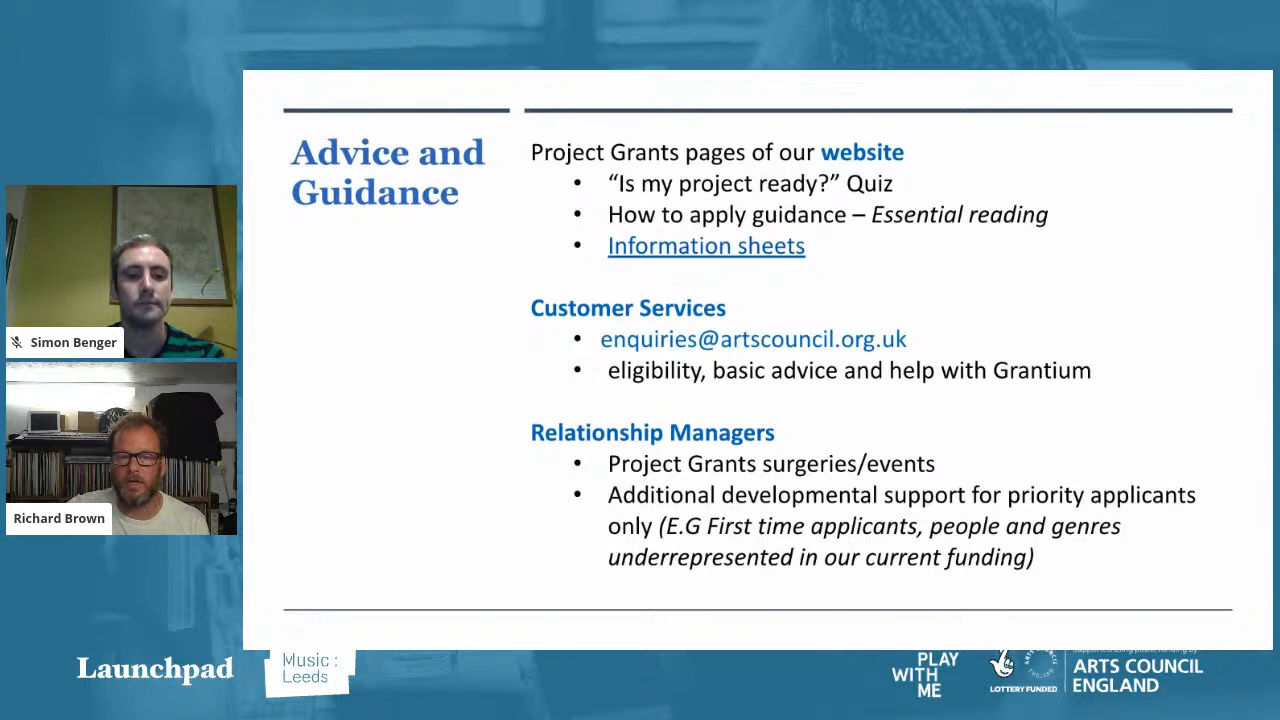 Advice and
Guidance
Project Grants pages of our website
• “Is my project ready?” Quiz
• How to apply guidance – Essential reading
• Information sheets
Customer Services
• enquiries@artscouncil.org.uk
• eligibility, basic advice and help with Grantium
Relationship Managers
• Project Grants surgeries/events
• Additional developmental support for priority applicants
only (E.G First time applicants, people and genres
underrepresented in our current funding)
Simon Benger
Richard Brown
Launchpad
Music:
Leeds
PLAY
WITH
ME
LOTTERY FUNDED
ARTS COUNCIL
ENGLAND